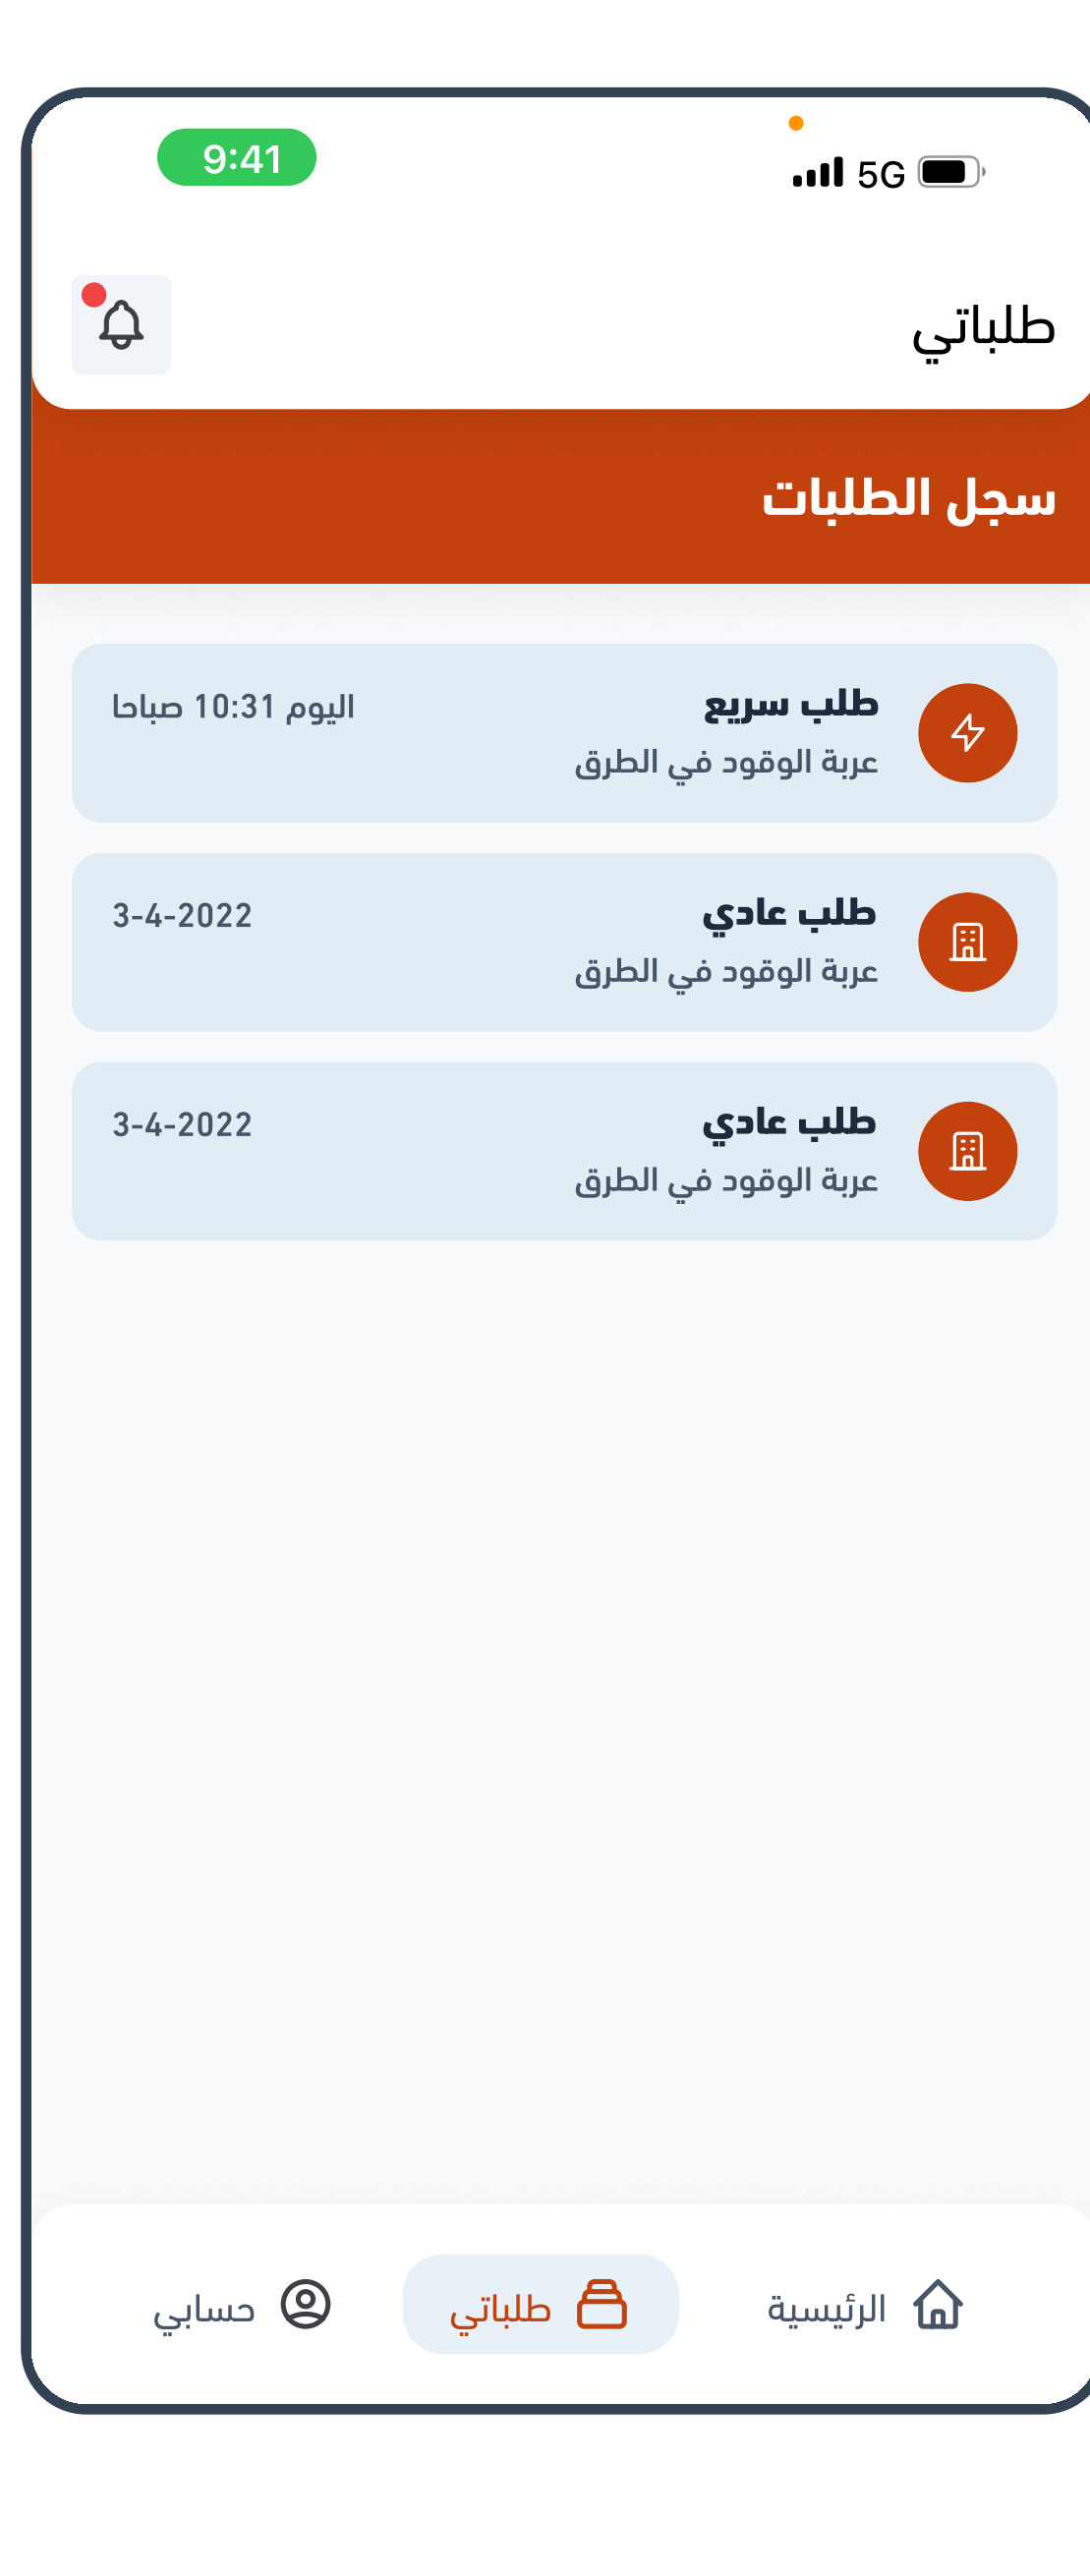 9:41
5G
طلباتي
سجل الطلبات
طلب سريع
اليوم 10:31 صباحا
عربة الوقود في الطرق
طلب عادي
3-4-2022
عربة الوقود في الطرق
طلب عادي
3-4-2022
عربة الوقود في الطرق
الرئيسية
طلباتي
حسابي